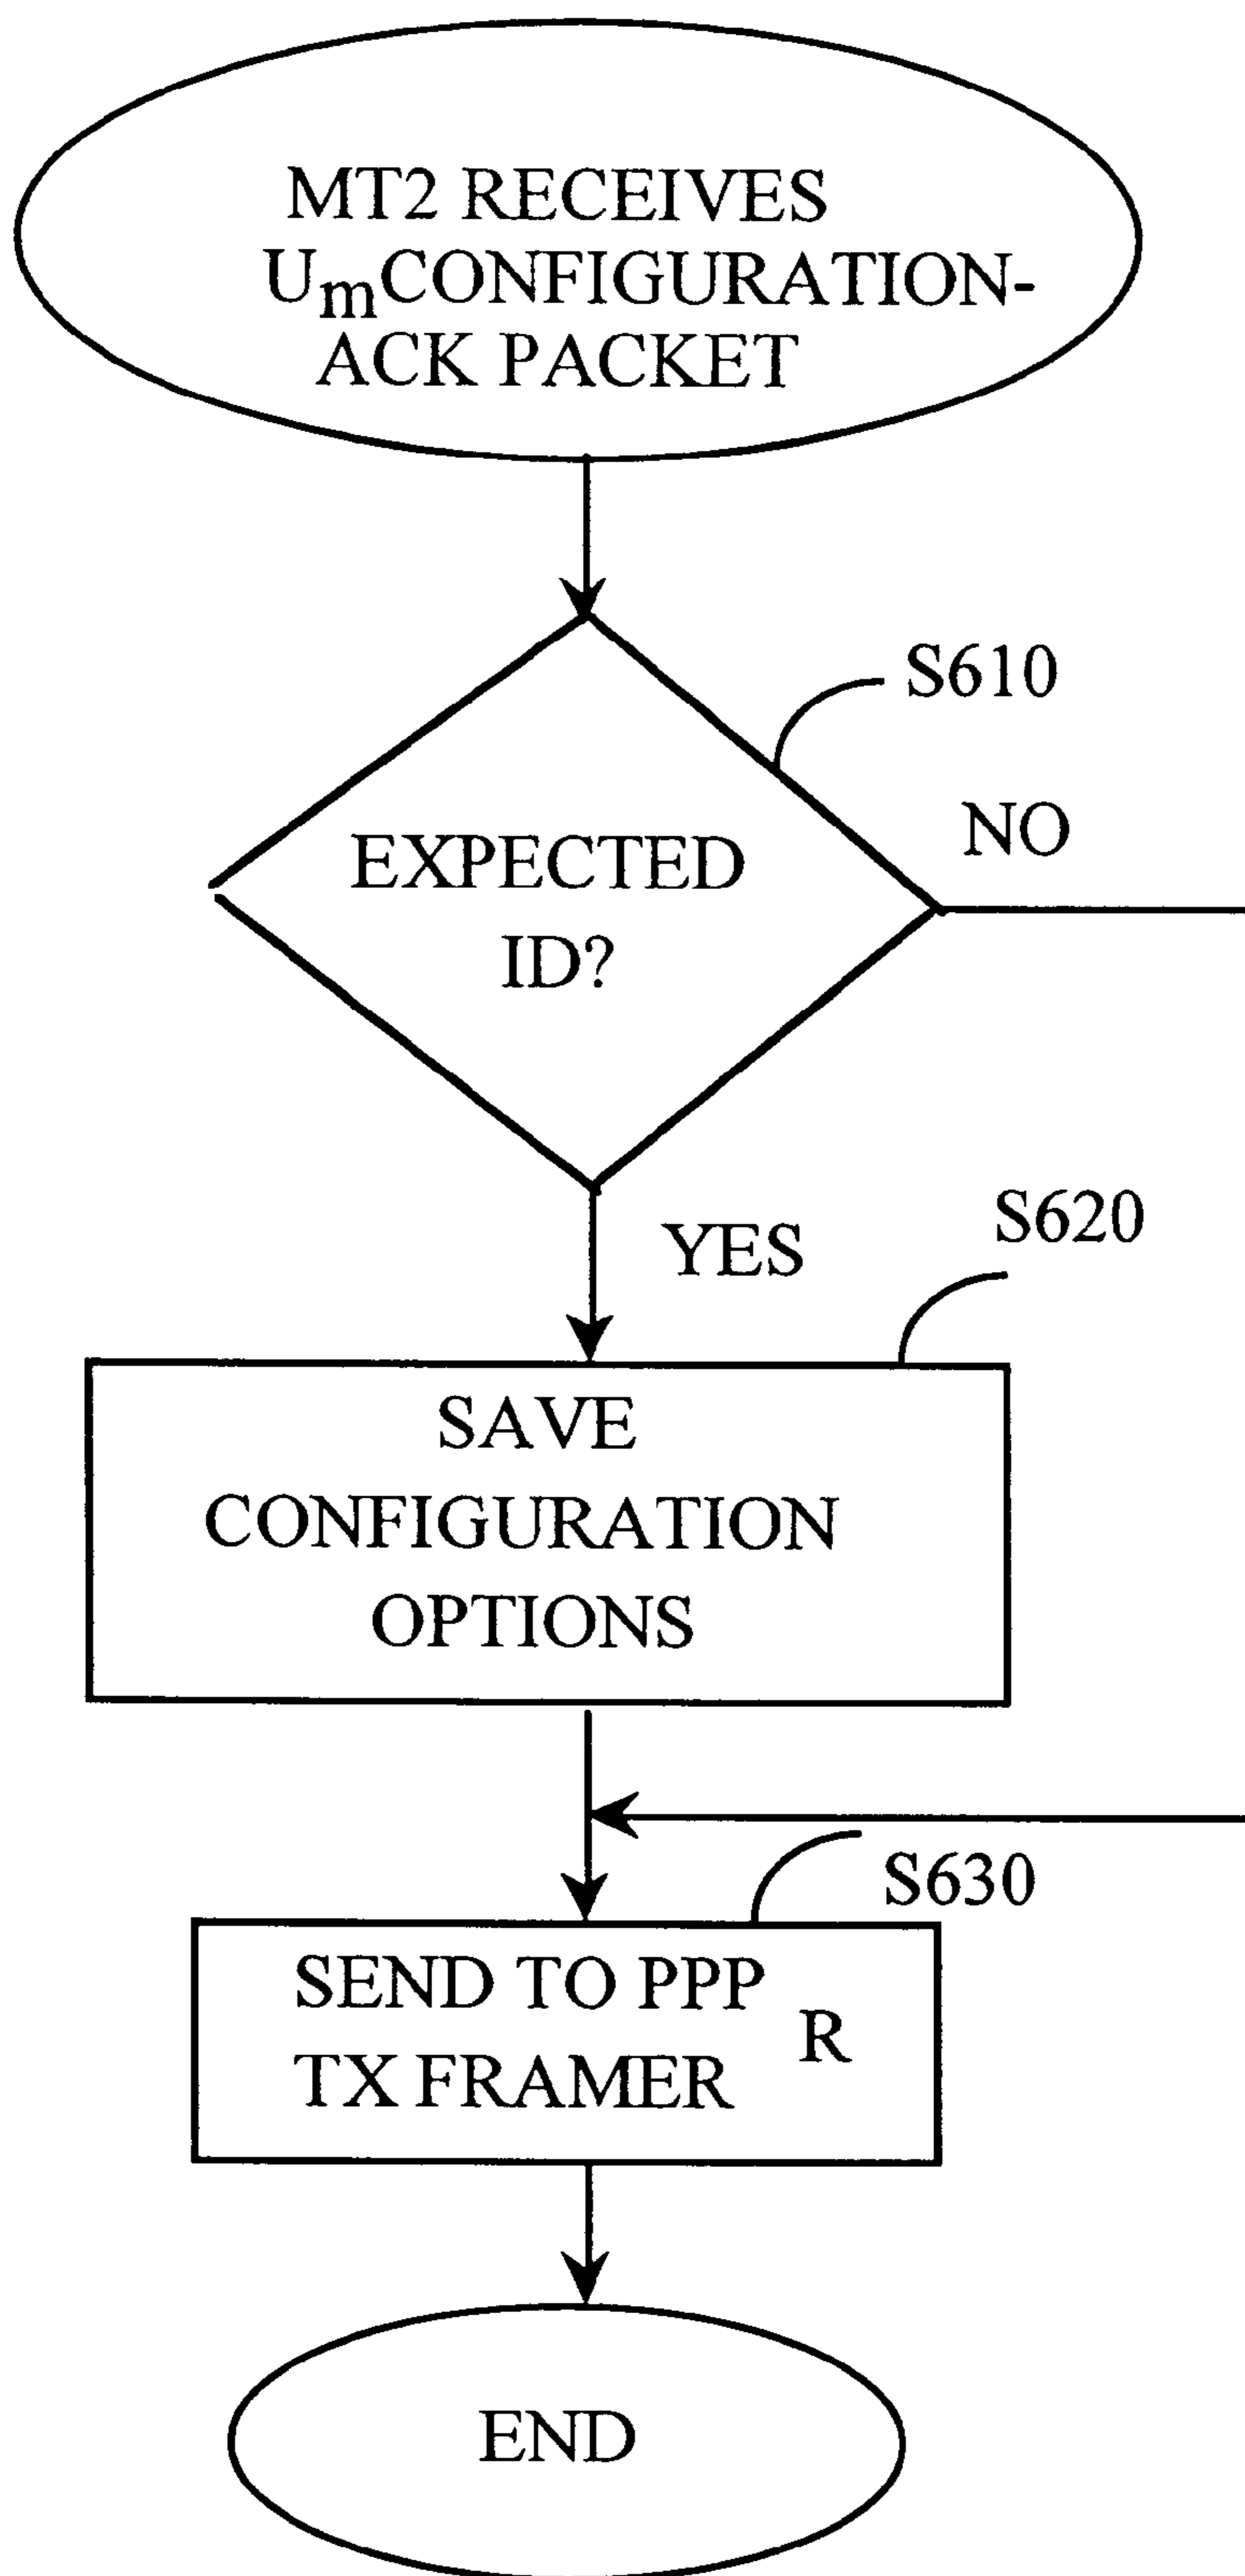 MT2 RECEIVES
UmCONFIGURATION-
ACK PACKET
S610
NO
EXPECTED
ID?
YES
S620
SAVE
CONFIGURATION
OPTIONS
S630
SEND TO PPP R
TX FRAMER
END